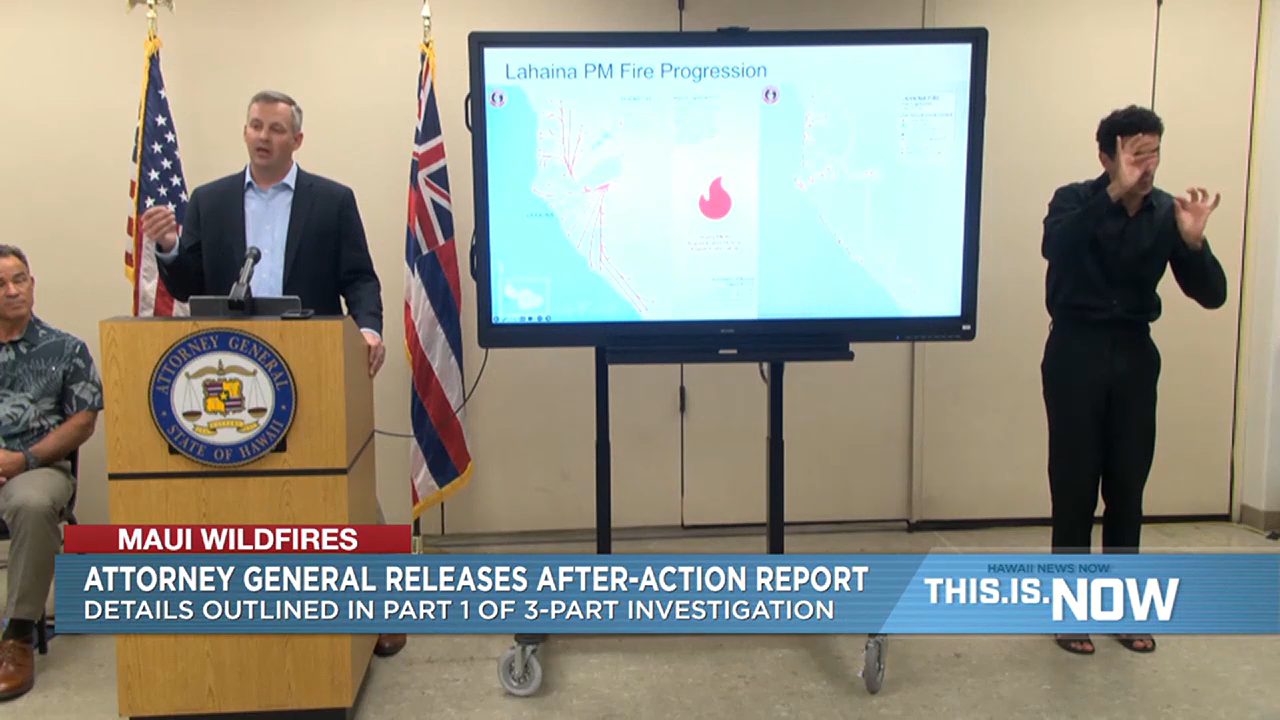 Lahaina PM Fire Progression
ATTORNEY GENERAL
STATE OF HAWAII
MAUI WILDFIRES
ATTORNEY GENERAL RELEASES AFTER-ACTION REPORT
DETAILS OUTLINED IN PART 1 OF 3-PART INVESTIGATION
HAWAII NEWS NOW
THIS.IS.NOW